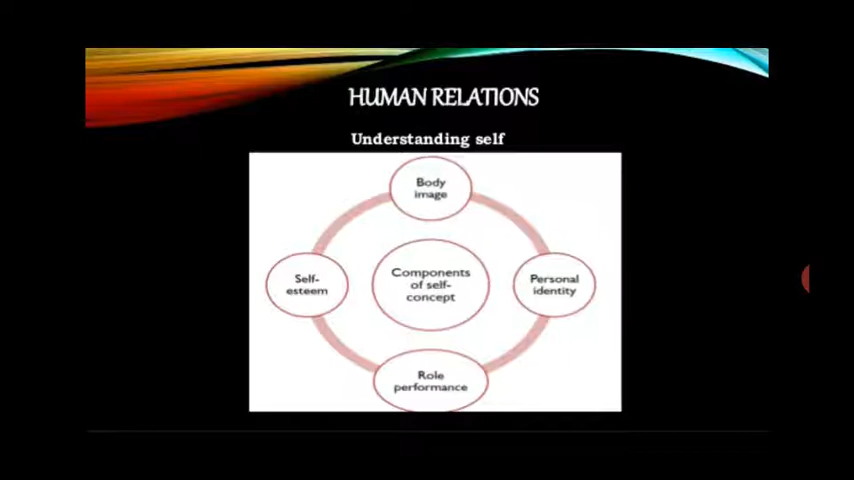 HUMAN RELATIONS
Understanding self
Body
image
Self-
esteem
Components
of self-
concept
Personal
identity
Role
performance